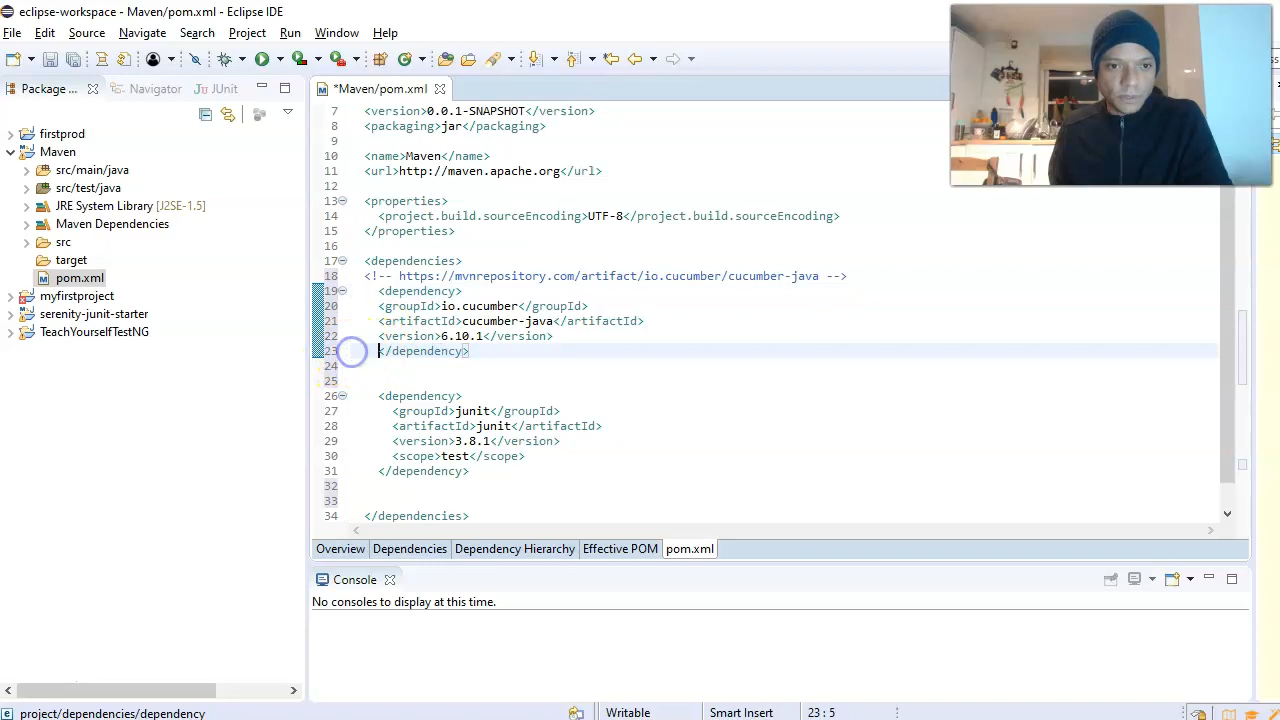 eclipse-workspace - Maven/pom.xml - Eclipse IDE
File Edit Source Navigate Search Project Run Window Help
Package ... Navigator JUnit
firstprod
Maven
src/main/java
src/test/java
JRE System Library [J2SE-1.5]
Maven Dependencies
src
target
pom.xml
myfirstproject
serenity-junit-starter
TeachYourselfTestNG
*Maven/pom.xml
7 <version>0.0.1-SNAPSHOT</version>
8 <packaging>jar</packaging>
9
10 <name>Maven</name>
11 <url>http://maven.apache.org</url>
12
13 <properties>
14 <project.build.sourceEncoding>UTF-8</project.build.sourceEncoding>
15 </properties>
16
17 <dependencies>
18 <!-- https://mvnrepository.com/artifact/io.cucumber/cucumber-java -->
19 <dependency>
20 <groupId>io.cucumber</groupId>
21 <artifactId>cucumber-java</artifactId>
22 <version>6.10.1</version>
23 </dependency>
24
25
26 <dependency>
27 <groupId>junit</groupId>
28 <artifactId>junit</artifactId>
29 <version>3.8.1</version>
30 <scope>test</scope>
31 </dependency>
32
33
34 </dependencies>
Overview Dependencies Dependency Hierarchy Effective POM pom.xml
Console
No consoles to display at this time.
project/dependencies/dependency Writable Smart Insert 23 : 5